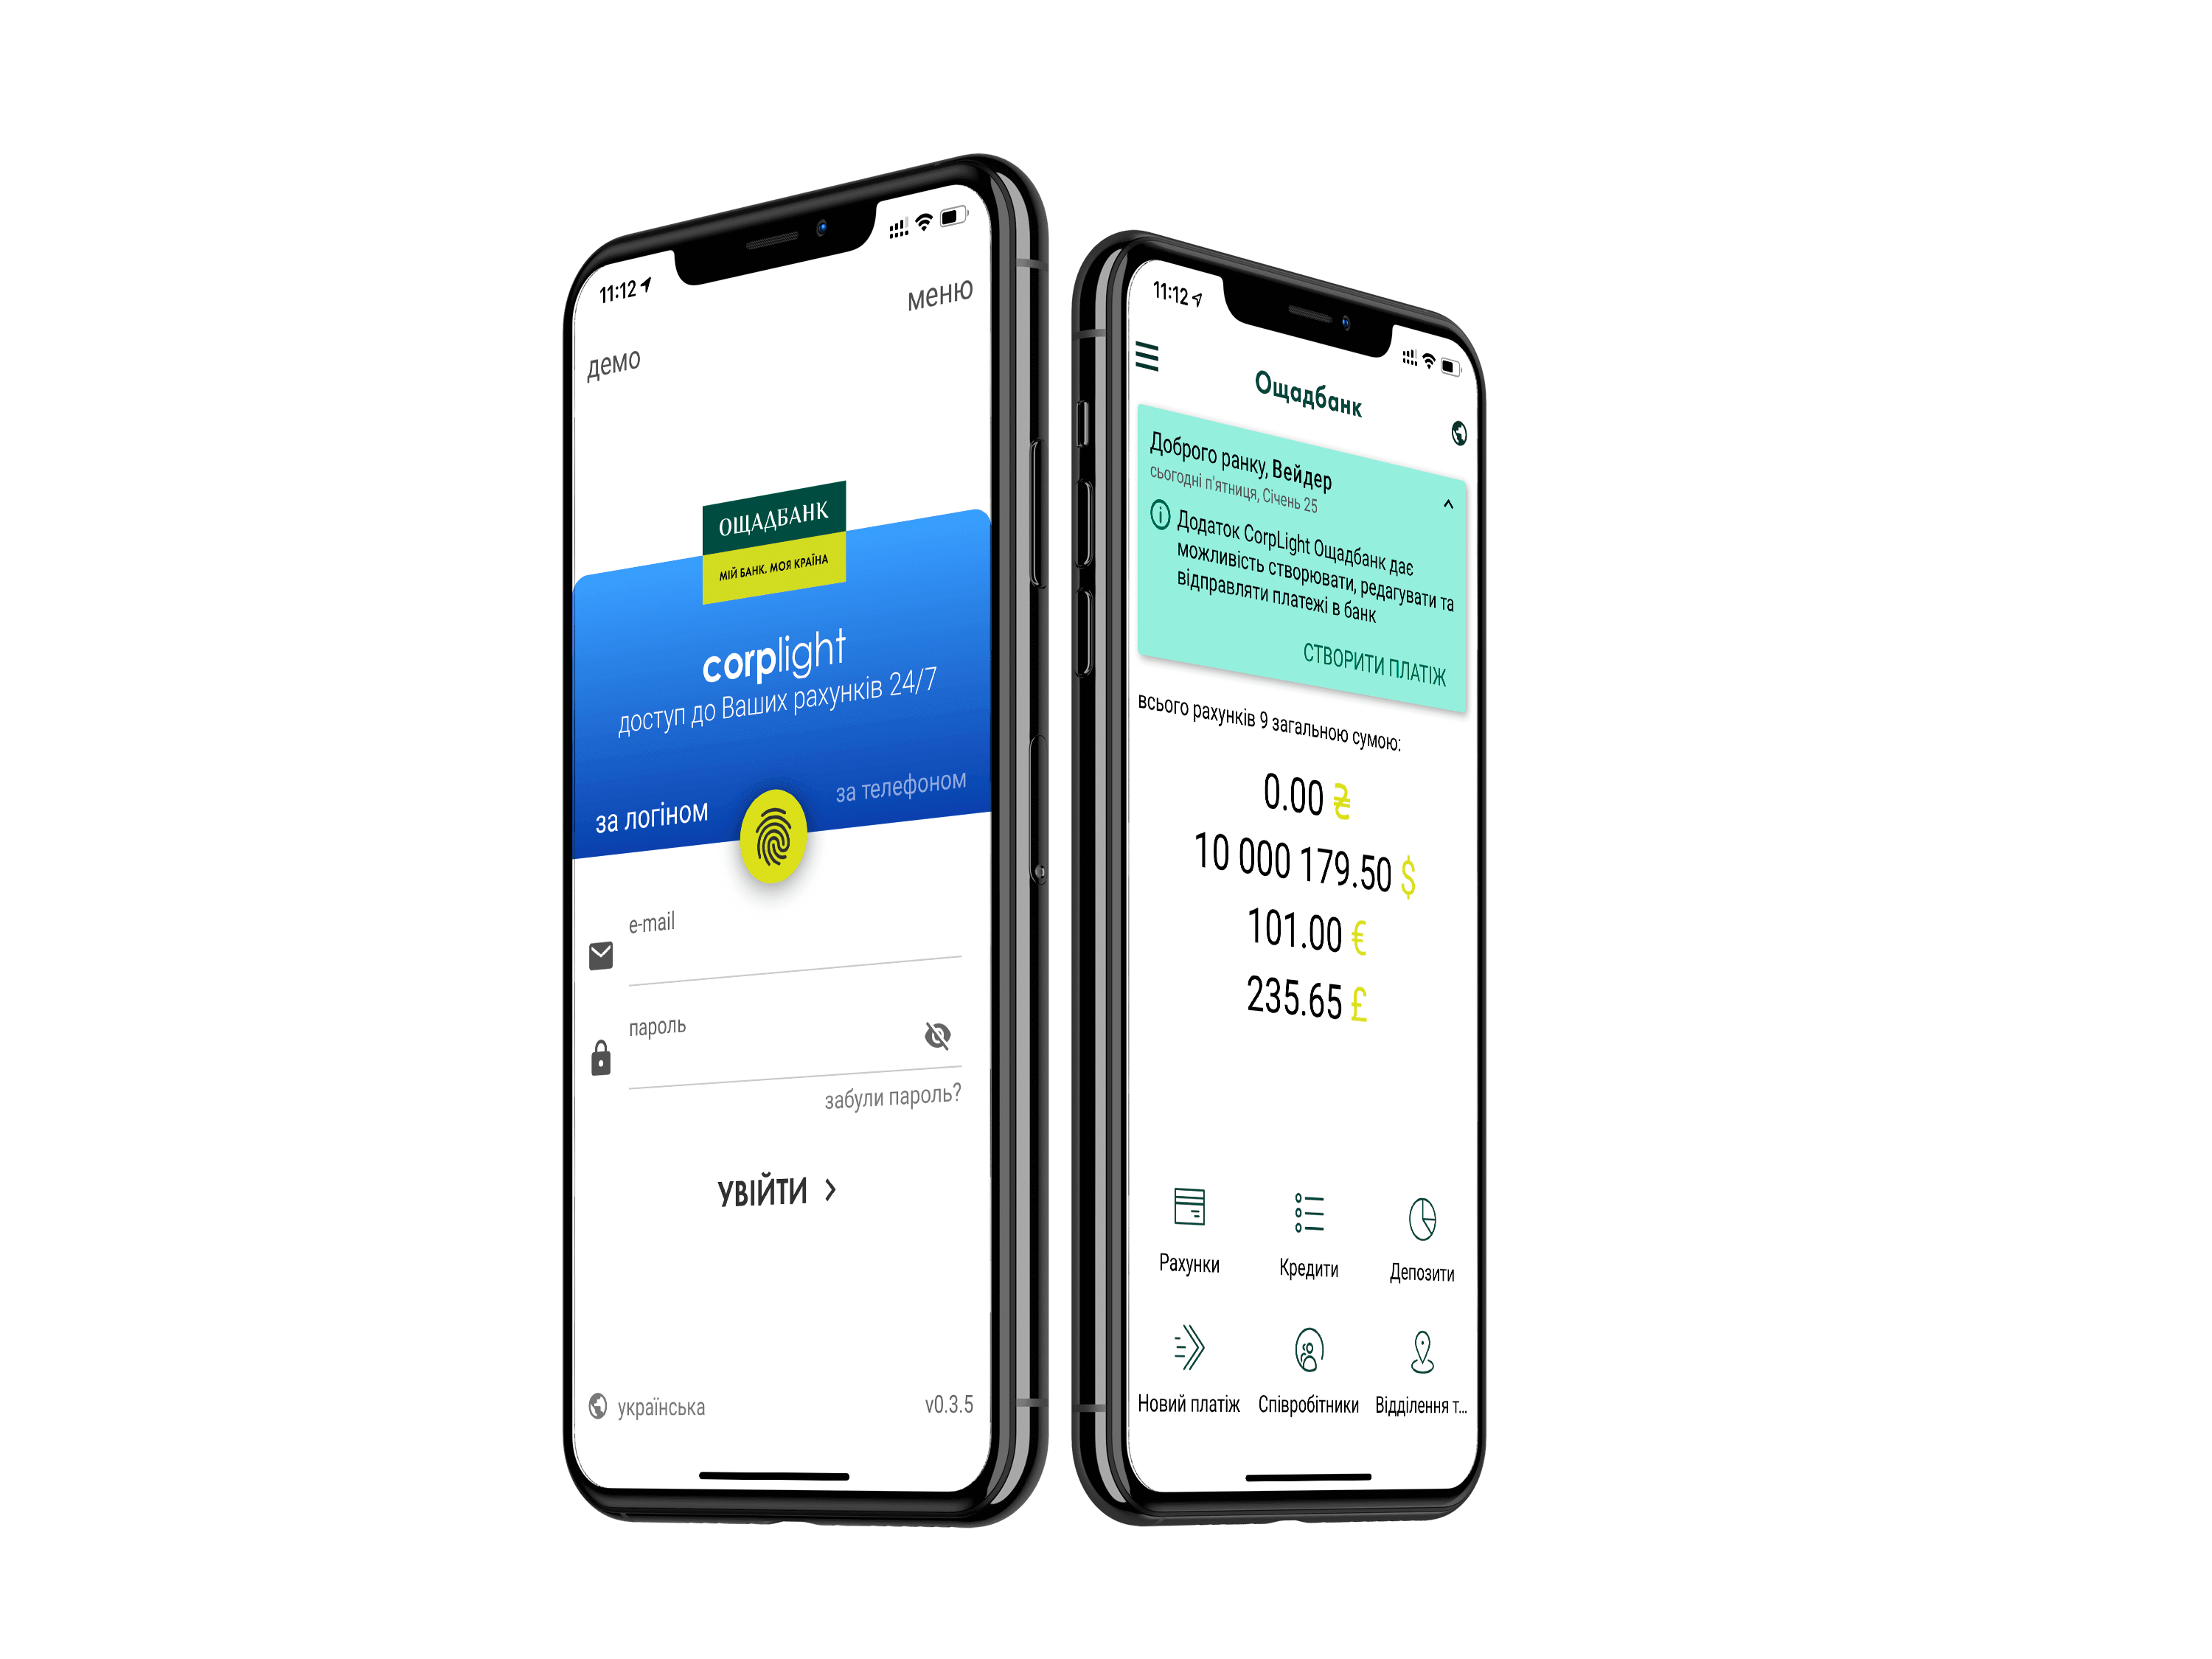 11:12
меню
демо
ОЩАДБАНК
МІЙ БАНК. МОЯ КРАЇНА
corplight
доступ до Ваших рахунків 24/7
за логіном
за телефоном
e-mail
пароль
забули пароль?
УВІЙТИ >
українська
v0.3.5
11:12
Ощадбанк
Доброго ранку, Вейдер
сьогодні п'ятниця, Січень 25
Додаток CorpLight Ощадбанк дає
можливість створювати, редагувати та
відправляти платежі в банк
СТВОРИТИ ПЛАТІЖ
всього рахунків 9 загальною сумою:
0.00 ₴
10 000 179.50 $
101.00 €
235.65 £
Рахунки
Кредити
Депозити
Новий платіж
Співробітники
Відділення т...